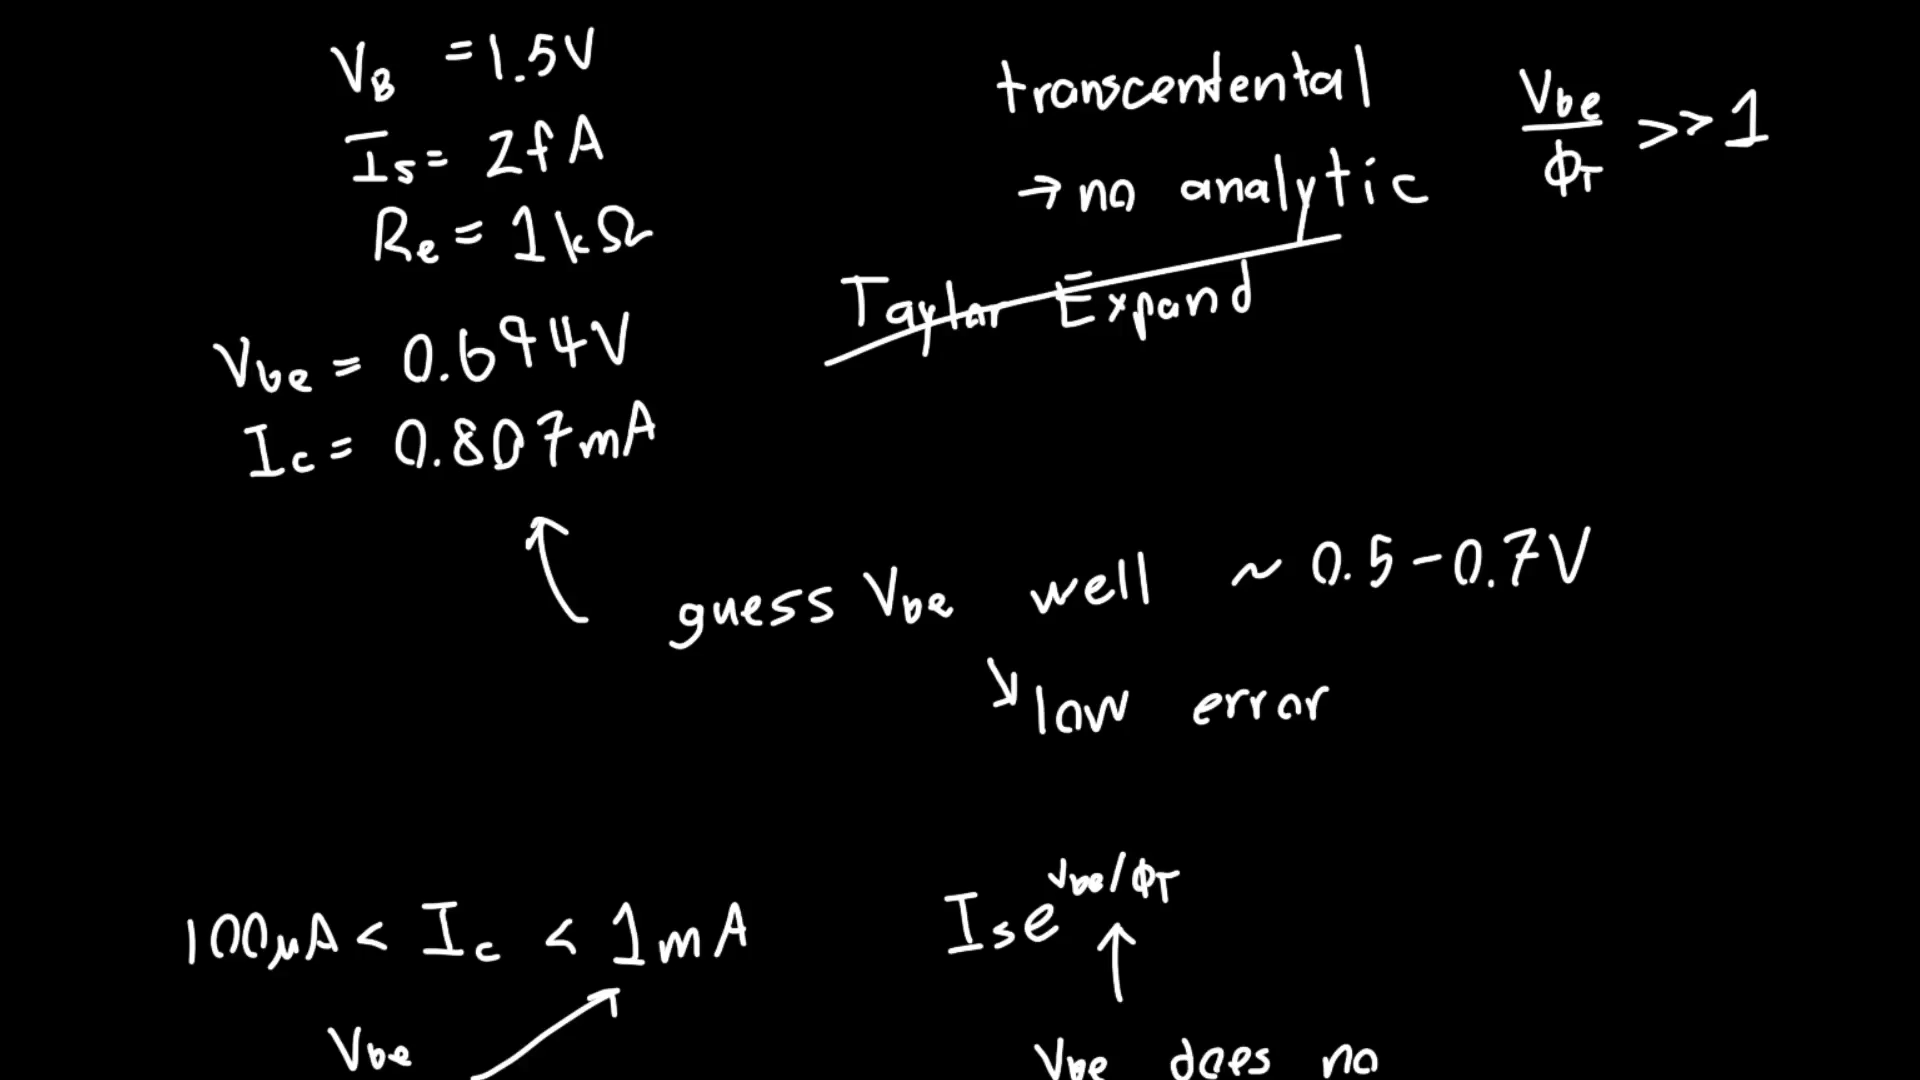 V_B = 1.5V
I_s = 2fA
R_e = 1kΩ
V_be = 0.694V
I_c = 0.807mA
transcendental
→ no analytic
Taylor Expand
V_be/ϕ_T >> 1
guess V_be well ~ 0.5-0.7V
low error
100μA < I_c < 1mA
V_be
I_s e^{V_be/ϕ_T}
V_be does no